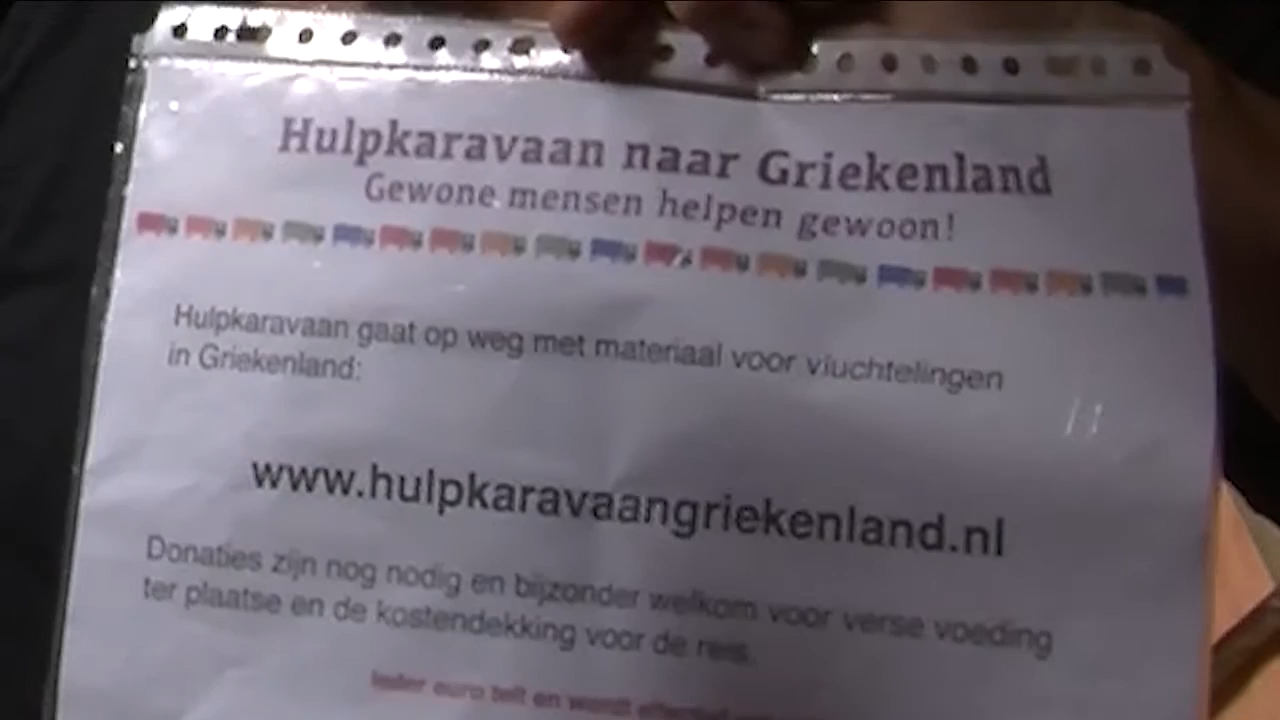 Hulpkaravaan naar Griekenland
Gewone mensen helpen gewoon!
Hulpkaravaan gaat op weg met materiaal voor vluchtelingen
in Griekenland:
www.hulpkaravaangriekenland.nl
Donaties zijn nog nodig en bijzonder welkom voor verse voeding
ter plaatse en de kostendekking voor de reis.
Ieder euro telt en wordt